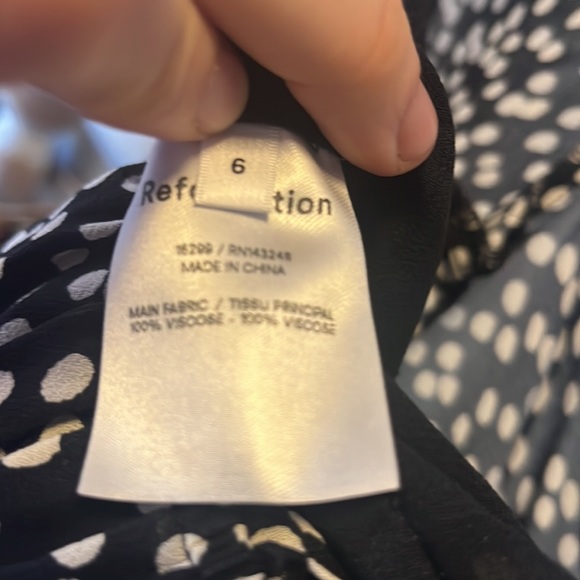 6
Ref tion
16299 / RN143248
MADE IN CHINA
MAIN FABRIC / TISSU PRINCIPAL
100% VISCOSE - 100% VISCOSE